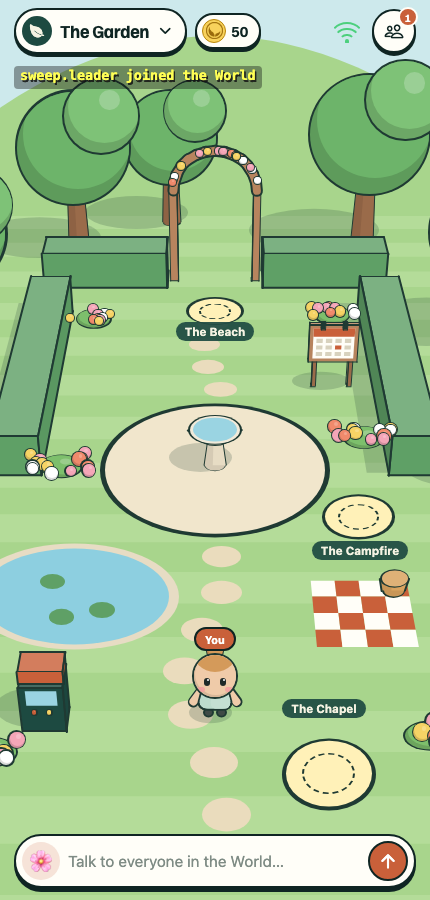 The Garden
50
1
sweep.leader joined the World
The Beach
The Campfire
You
The Chapel
Talk to everyone in the World...